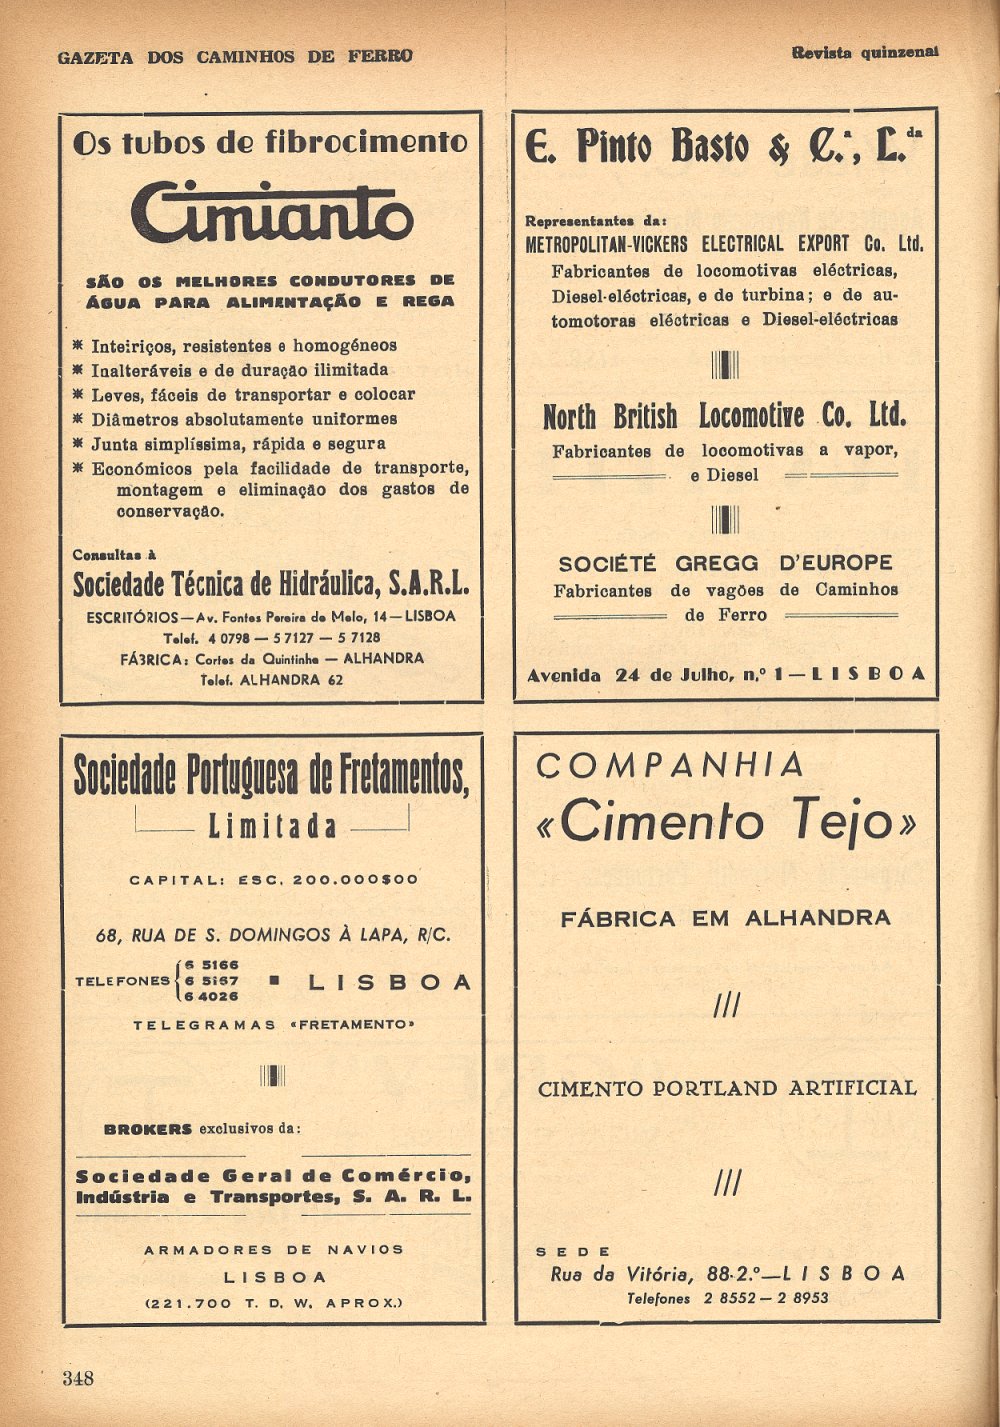 GAZETA DOS CAMINHOS DE FERRO
Revista quinzenal
Os tubos de fibrocimento
Cimianto
SÃO OS MELHORES CONDUTORES DE
ÁGUA PARA ALIMENTAÇÃO E REGA
* Inteiriços, resistentes e homogéneos
* Inalteráveis e de duração ilimitada
* Leves, fáceis de transportar e colocar
* Diâmetros absolutamente uniformes
* Junta simplíssima, rápida e segura
* Económicos pela facilidade de transporte,
montagem e eliminação dos gastos de
conservação.
Consultas à
Sociedade Técnica de Hidráulica, S.A.R.L.
ESCRITÓRIOS—Av. Fontes Pereira de Melo, 14—LISBOA
Telef. 4 0798 — 5 7127 — 5 7128
FÁBRICA: Cortes da Quintinha — ALHANDRA
Telef. ALHANDRA 62
E. Pinto Basto & C.ª, L.da
Representantes da:
METROPOLITAN-VICKERS ELECTRICAL EXPORT Co. Ltd.
Fabricantes de locomotivas eléctricas,
Diesel-eléctricas, e de turbina; e de au-
tomotoras eléctricas e Diesel-eléctricas
North British Locomotive Co. Ltd.
Fabricantes de locomotivas a vapor,
e Diesel
SOCIÉTÉ GREGG D'EUROPE
Fabricantes de vagões de Caminhos
de Ferro
Avenida 24 de Julho, n.º 1—LISBOA
Sociedade Portuguesa de Fretamentos,
Limitada
CAPITAL: ESC. 200.000$00
68, RUA DE S. DOMINGOS À LAPA, R/C.
TELEFONES { 6 5166
6 5167
6 4026
■ LISBOA
TELEGRAMAS «FRETAMENTO»
BROKERS exclusivos da:
Sociedade Geral de Comércio,
Indústria e Transportes, S. A. R. L.
ARMADORES DE NAVIOS
LISBOA
(221.700 T. D. W. APROX.)
COMPANHIA
«Cimento Tejo»
FÁBRICA EM ALHANDRA
///
CIMENTO PORTLAND ARTIFICIAL
///
SEDE
Rua da Vitória, 88-2.º—LISBOA
Telefones 2 8552 — 2 8953
348